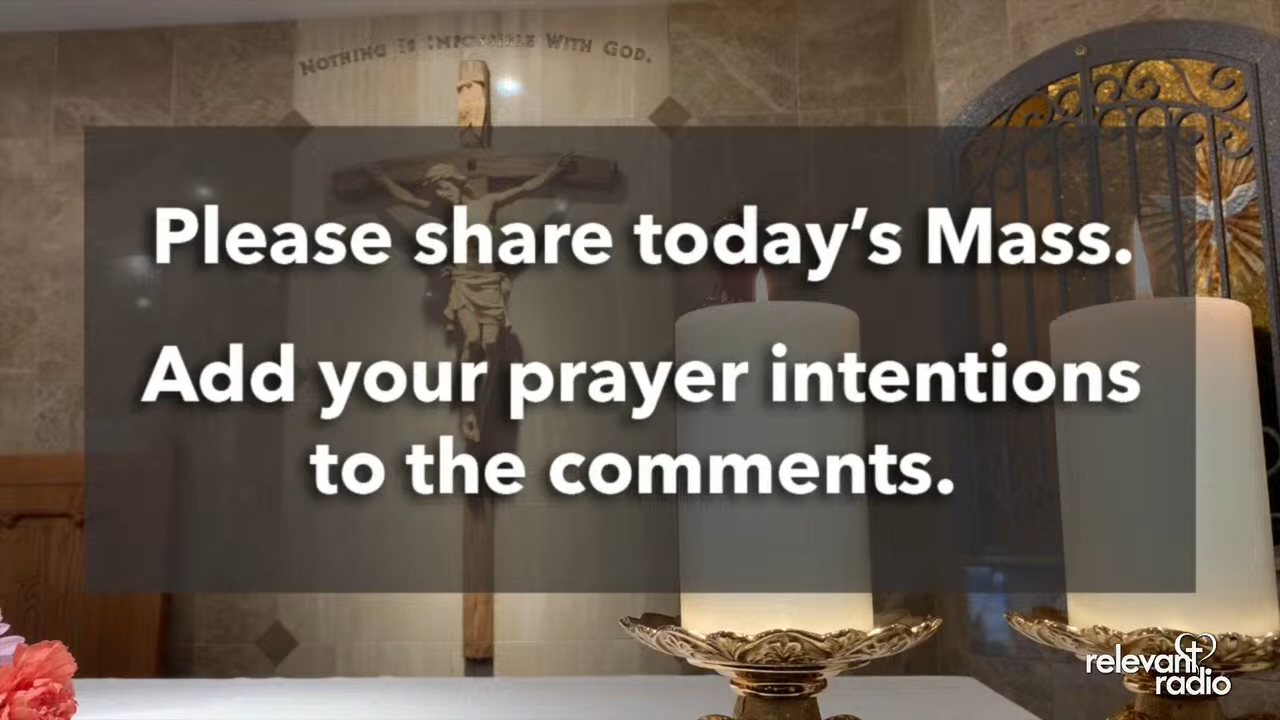 NOTHING IS IMPOSSIBLE WITH GOD.
Please share today’s Mass.
Add your prayer intentions
to the comments.
relevant
radio